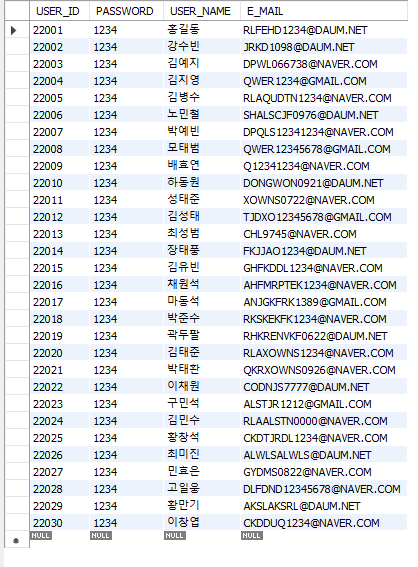 USER_ID PASSWORD USER_NAME E_MAIL
22001 1234 홍길동 RLFEHD1234@DAUM.NET
22002 1234 강수빈 JRKD1098@DAUM.NET
22003 1234 김예지 DPWL066738@NAVER.COM
22004 1234 김지영 QWER1234@GMAIL.COM
22005 1234 김병수 RLAQUDTN1234@NAVER.COM
22006 1234 노민철 SHALSCJF0976@DAUM.NET
22007 1234 박예빈 DPQLS12341234@NAVER.COM
22008 1234 모태범 QWER12345678@GMAIL.COM
22009 1234 배효연 Q12341234@NAVER.COM
22010 1234 하동원 DONGWON0921@DAUM.NET
22011 1234 성태준 XOWNS0722@NAVER.COM
22012 1234 김성태 TJDXO12345678@GMAIL.COM
22013 1234 최성범 CHL9745@NAVER.COM
22014 1234 장태풍 FKJJAO1234@DAUM.NET
22015 1234 김유빈 GHFKDDL1234@NAVER.COM
22016 1234 채원석 AHFMRPTEK1234@NAVER.COM
22017 1234 마동석 ANJGKFRK1389@GMAIL.COM
22018 1234 박준수 RKSKEKFK1234@NAVER.COM
22019 1234 곽두팔 RHKRENVKF0622@DAUM.NET
22020 1234 김태준 RLAXOWNS1234@NAVER.COM
22021 1234 박태환 QKRXOWNS0926@NAVER.COM
22022 1234 이채원 CODNJS7777@DAUM.NET
22023 1234 구민석 ALSTJR1212@GMAIL.COM
22024 1234 김민수 RLAALSTN0000@NAVER.COM
22025 1234 황창석 CKDTJRDL1234@NAVER.COM
22026 1234 최미진 ALWLSALWLS@DAUM.NET
22027 1234 민효은 GYDMS0822@NAVER.COM
22028 1234 고일웅 DLFDND12345678@NAVER.COM
22029 1234 황만기 AKSLAKSRL@DAUM.NET
22030 1234 이창엽 CKDDUQ1234@NAVER.COM
NULL NULL NULL NULL